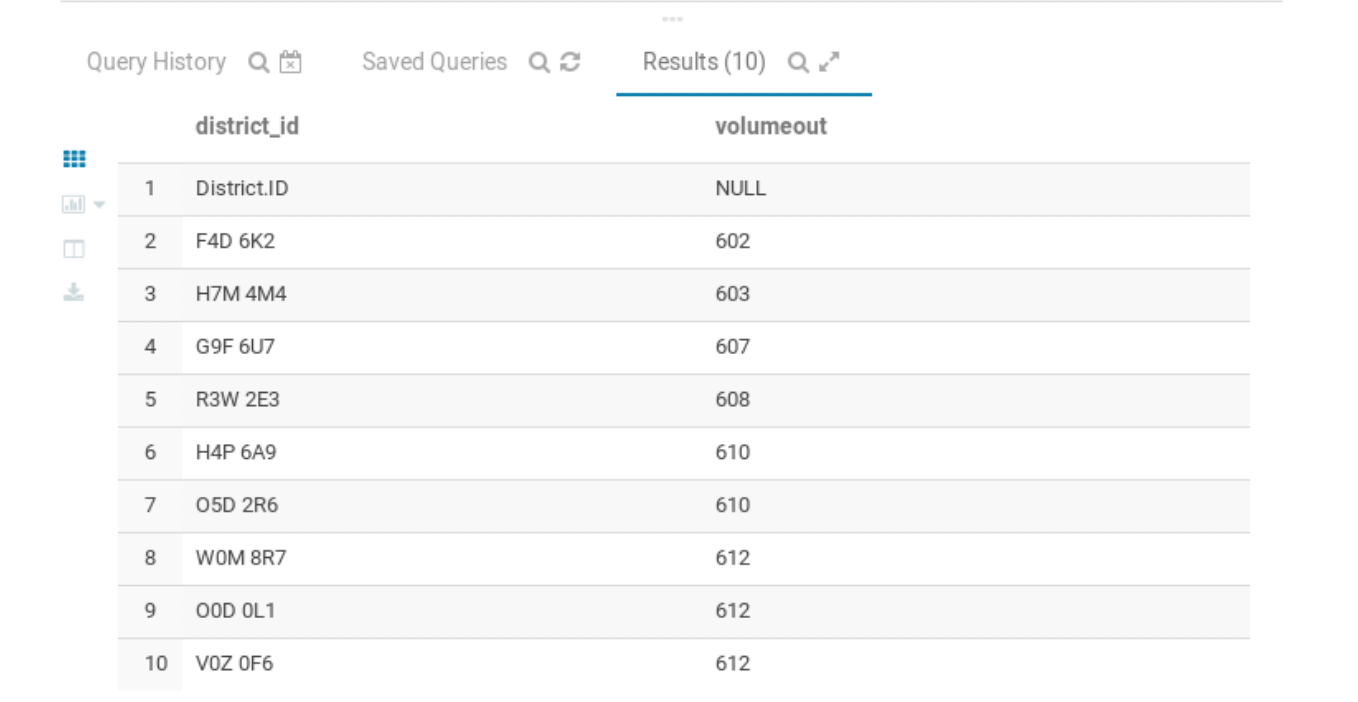 Query History Saved Queries Results (10)
district_id volumeout
1 District.ID NULL
2 F4D 6K2 602
3 H7M 4M4 603
4 G9F 6U7 607
5 R3W 2E3 608
6 H4P 6A9 610
7 O5D 2R6 610
8 W0M 8R7 612
9 O0D 0L1 612
10 V0Z 0F6 612